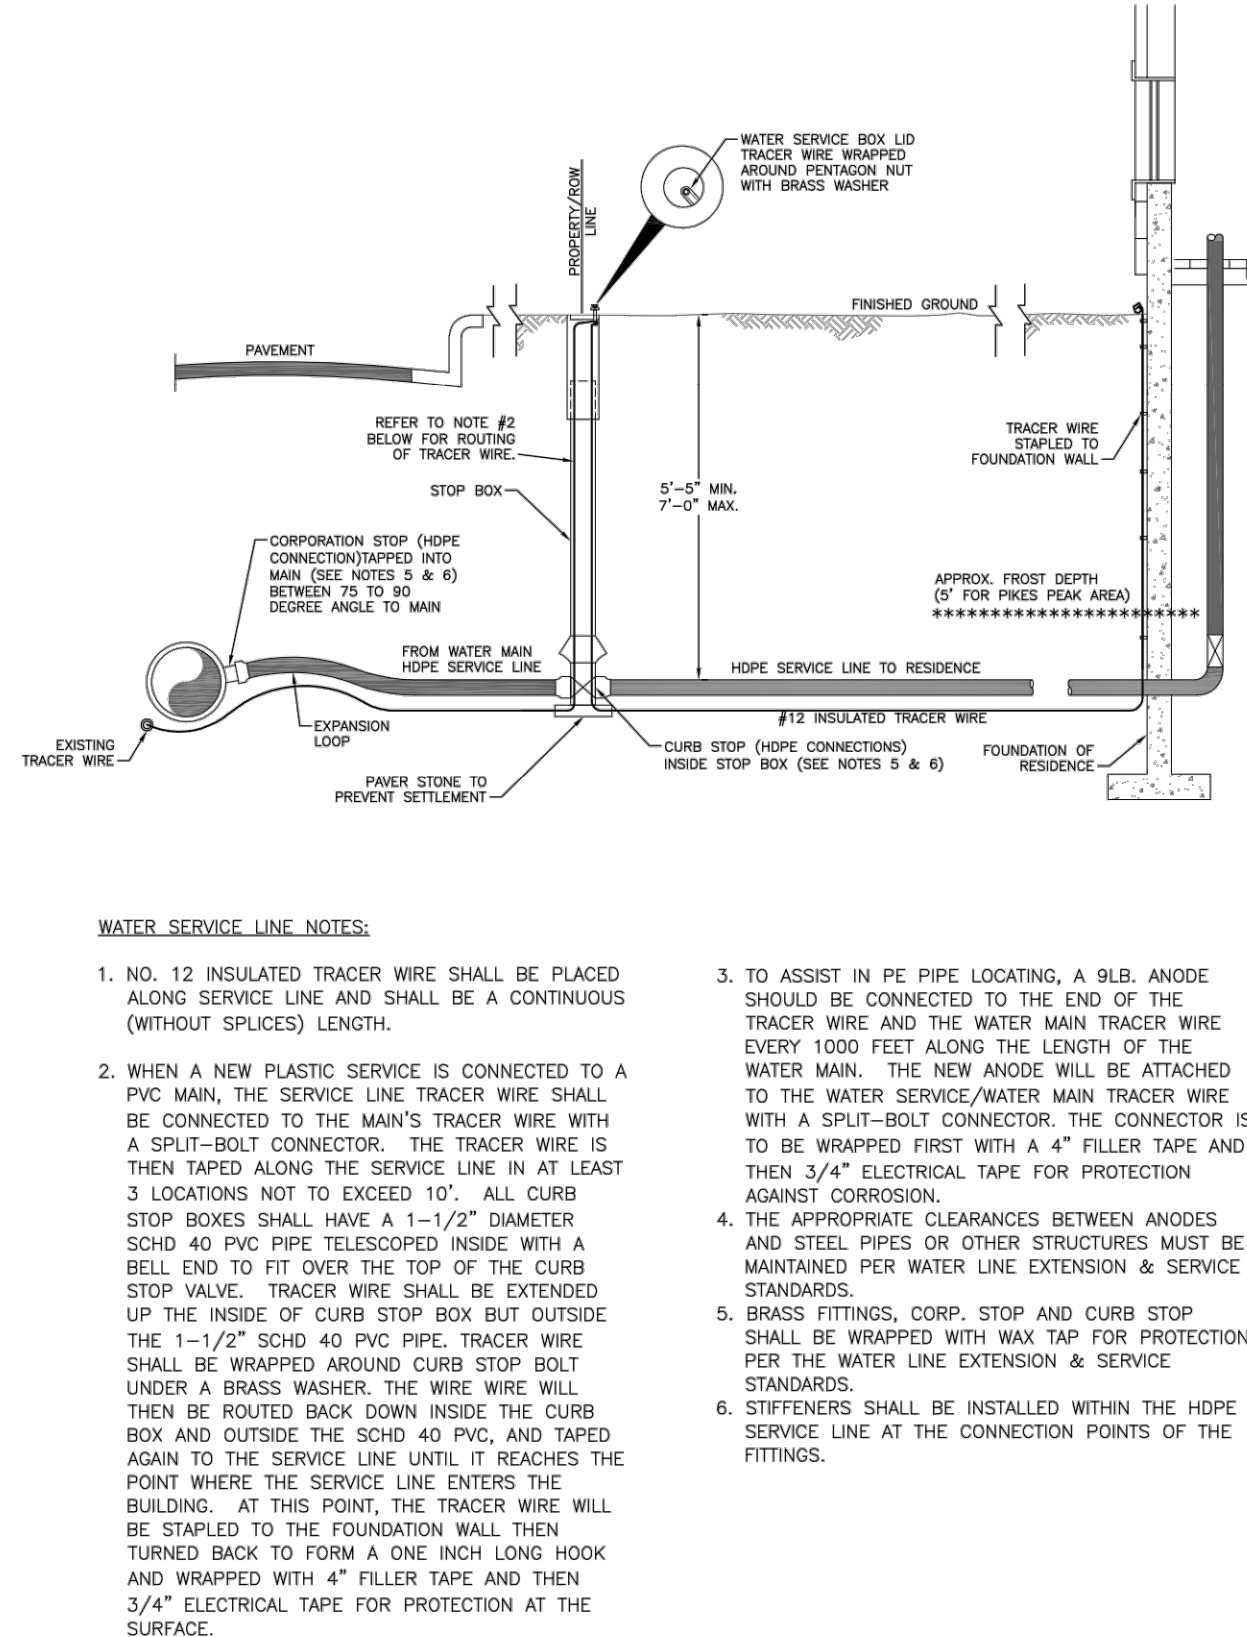 WATER SERVICE BOX LID
TRACER WIRE WRAPPED
AROUND PENTAGON NUT
WITH BRASS WASHER
PROPERTY/ROW
LINE
FINISHED GROUND
PAVEMENT
REFER TO NOTE #2
BELOW FOR ROUTING
OF TRACER WIRE.
STOP BOX
TRACER WIRE
STAPLED TO
FOUNDATION WALL
5'-5" MIN.
7'-0" MAX.
CORPORATION STOP (HDPE
CONNECTION)TAPPED INTO
MAIN (SEE NOTES 5 & 6)
BETWEEN 75 TO 90
DEGREE ANGLE TO MAIN
APPROX. FROST DEPTH
(5' FOR PIKES PEAK AREA)
**********************
FROM WATER MAIN
HDPE SERVICE LINE
HDPE SERVICE LINE TO RESIDENCE
#12 INSULATED TRACER WIRE
EXPANSION
LOOP
EXISTING
TRACER WIRE
CURB STOP (HDPE CONNECTIONS)
INSIDE STOP BOX (SEE NOTES 5 & 6)
FOUNDATION OF
RESIDENCE
PAVER STONE TO
PREVENT SETTLEMENT
WATER SERVICE LINE NOTES:
1. NO. 12 INSULATED TRACER WIRE SHALL BE PLACED
ALONG SERVICE LINE AND SHALL BE A CONTINUOUS
(WITHOUT SPLICES) LENGTH.
2. WHEN A NEW PLASTIC SERVICE IS CONNECTED TO A
PVC MAIN, THE SERVICE LINE TRACER WIRE SHALL
BE CONNECTED TO THE MAIN'S TRACER WIRE WITH
A SPLIT-BOLT CONNECTOR. THE TRACER WIRE IS
THEN TAPED ALONG THE SERVICE LINE IN AT LEAST
3 LOCATIONS NOT TO EXCEED 10'. ALL CURB
STOP BOXES SHALL HAVE A 1-1/2" DIAMETER
SCHD 40 PVC PIPE TELESCOPED INSIDE WITH A
BELL END TO FIT OVER THE TOP OF THE CURB
STOP VALVE. TRACER WIRE SHALL BE EXTENDED
UP THE INSIDE OF CURB STOP BOX BUT OUTSIDE
THE 1-1/2" SCHD 40 PVC PIPE. TRACER WIRE
SHALL BE WRAPPED AROUND CURB STOP BOLT
UNDER A BRASS WASHER. THE WIRE WIRE WILL
THEN BE ROUTED BACK DOWN INSIDE THE CURB
BOX AND OUTSIDE THE SCHD 40 PVC, AND TAPED
AGAIN TO THE SERVICE LINE UNTIL IT REACHES THE
POINT WHERE THE SERVICE LINE ENTERS THE
BUILDING. AT THIS POINT, THE TRACER WIRE WILL
BE STAPLED TO THE FOUNDATION WALL THEN
TURNED BACK TO FORM A ONE INCH LONG HOOK
AND WRAPPED WITH 4" FILLER TAPE AND THEN
3/4" ELECTRICAL TAPE FOR PROTECTION AT THE
SURFACE.
3. TO ASSIST IN PE PIPE LOCATING, A 9LB. ANODE
SHOULD BE CONNECTED TO THE END OF THE
TRACER WIRE AND THE WATER MAIN TRACER WIRE
EVERY 1000 FEET ALONG THE LENGTH OF THE
WATER MAIN. THE NEW ANODE WILL BE ATTACHED
TO THE WATER SERVICE/WATER MAIN TRACER WIRE
WITH A SPLIT-BOLT CONNECTOR. THE CONNECTOR IS
TO BE WRAPPED FIRST WITH A 4" FILLER TAPE AND
THEN 3/4" ELECTRICAL TAPE FOR PROTECTION
AGAINST CORROSION.
4. THE APPROPRIATE CLEARANCES BETWEEN ANODES
AND STEEL PIPES OR OTHER STRUCTURES MUST BE
MAINTAINED PER WATER LINE EXTENSION & SERVICE
STANDARDS.
5. BRASS FITTINGS, CORP. STOP AND CURB STOP
SHALL BE WRAPPED WITH WAX TAP FOR PROTECTION
PER THE WATER LINE EXTENSION & SERVICE
STANDARDS.
6. STIFFENERS SHALL BE INSTALLED WITHIN THE HDPE
SERVICE LINE AT THE CONNECTION POINTS OF THE
FITTINGS.